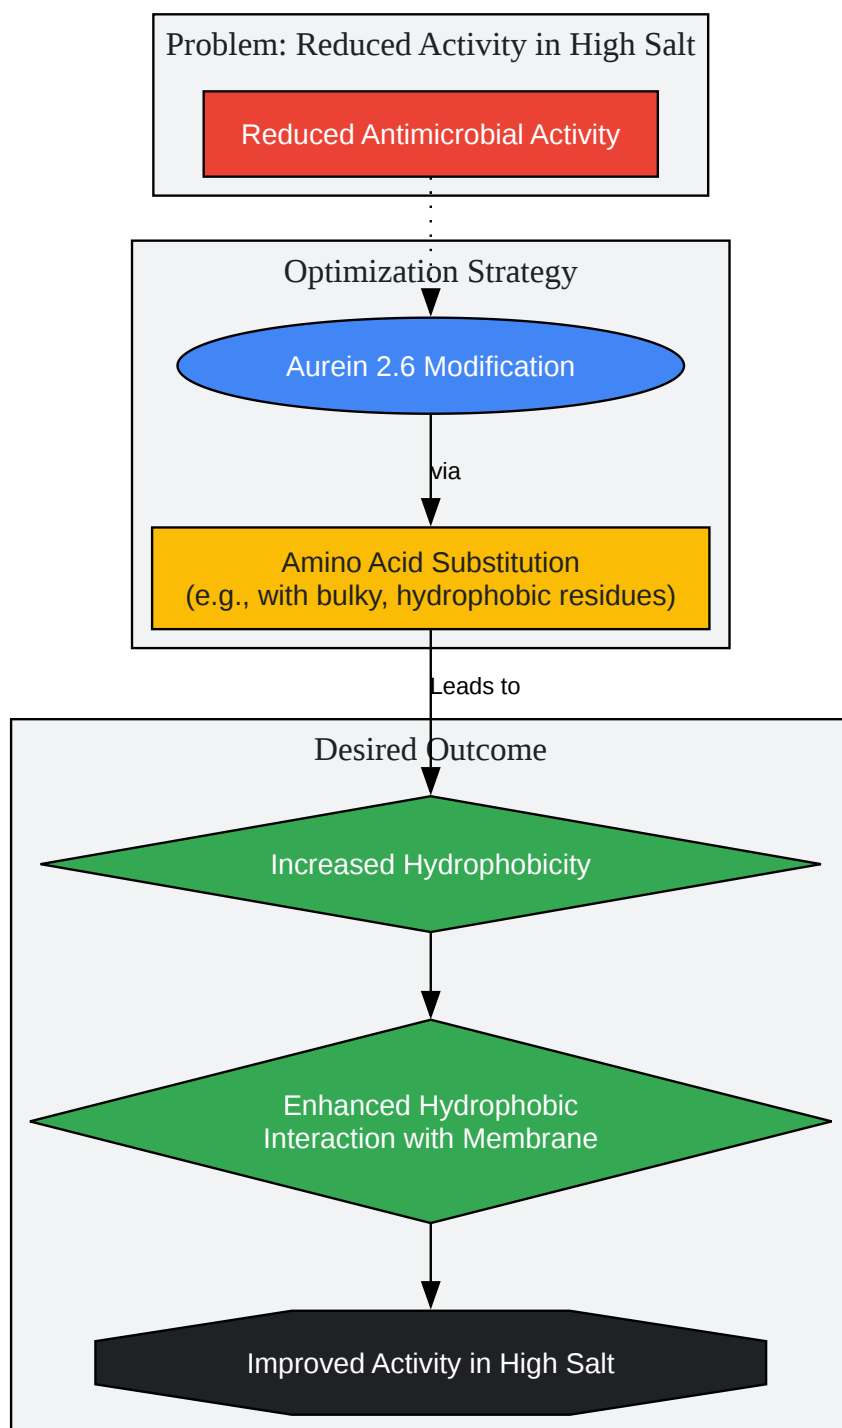 Problem: Reduced Activity in High Salt
Reduced Antimicrobial Activity
Optimization Strategy
Aurein 2.6 Modification
via
Amino Acid Substitution
(e.g., with bulky, hydrophobic residues)
Leads to
Desired Outcome
Increased Hydrophobicity
Enhanced Hydrophobic
Interaction with Membrane
Improved Activity in High Salt